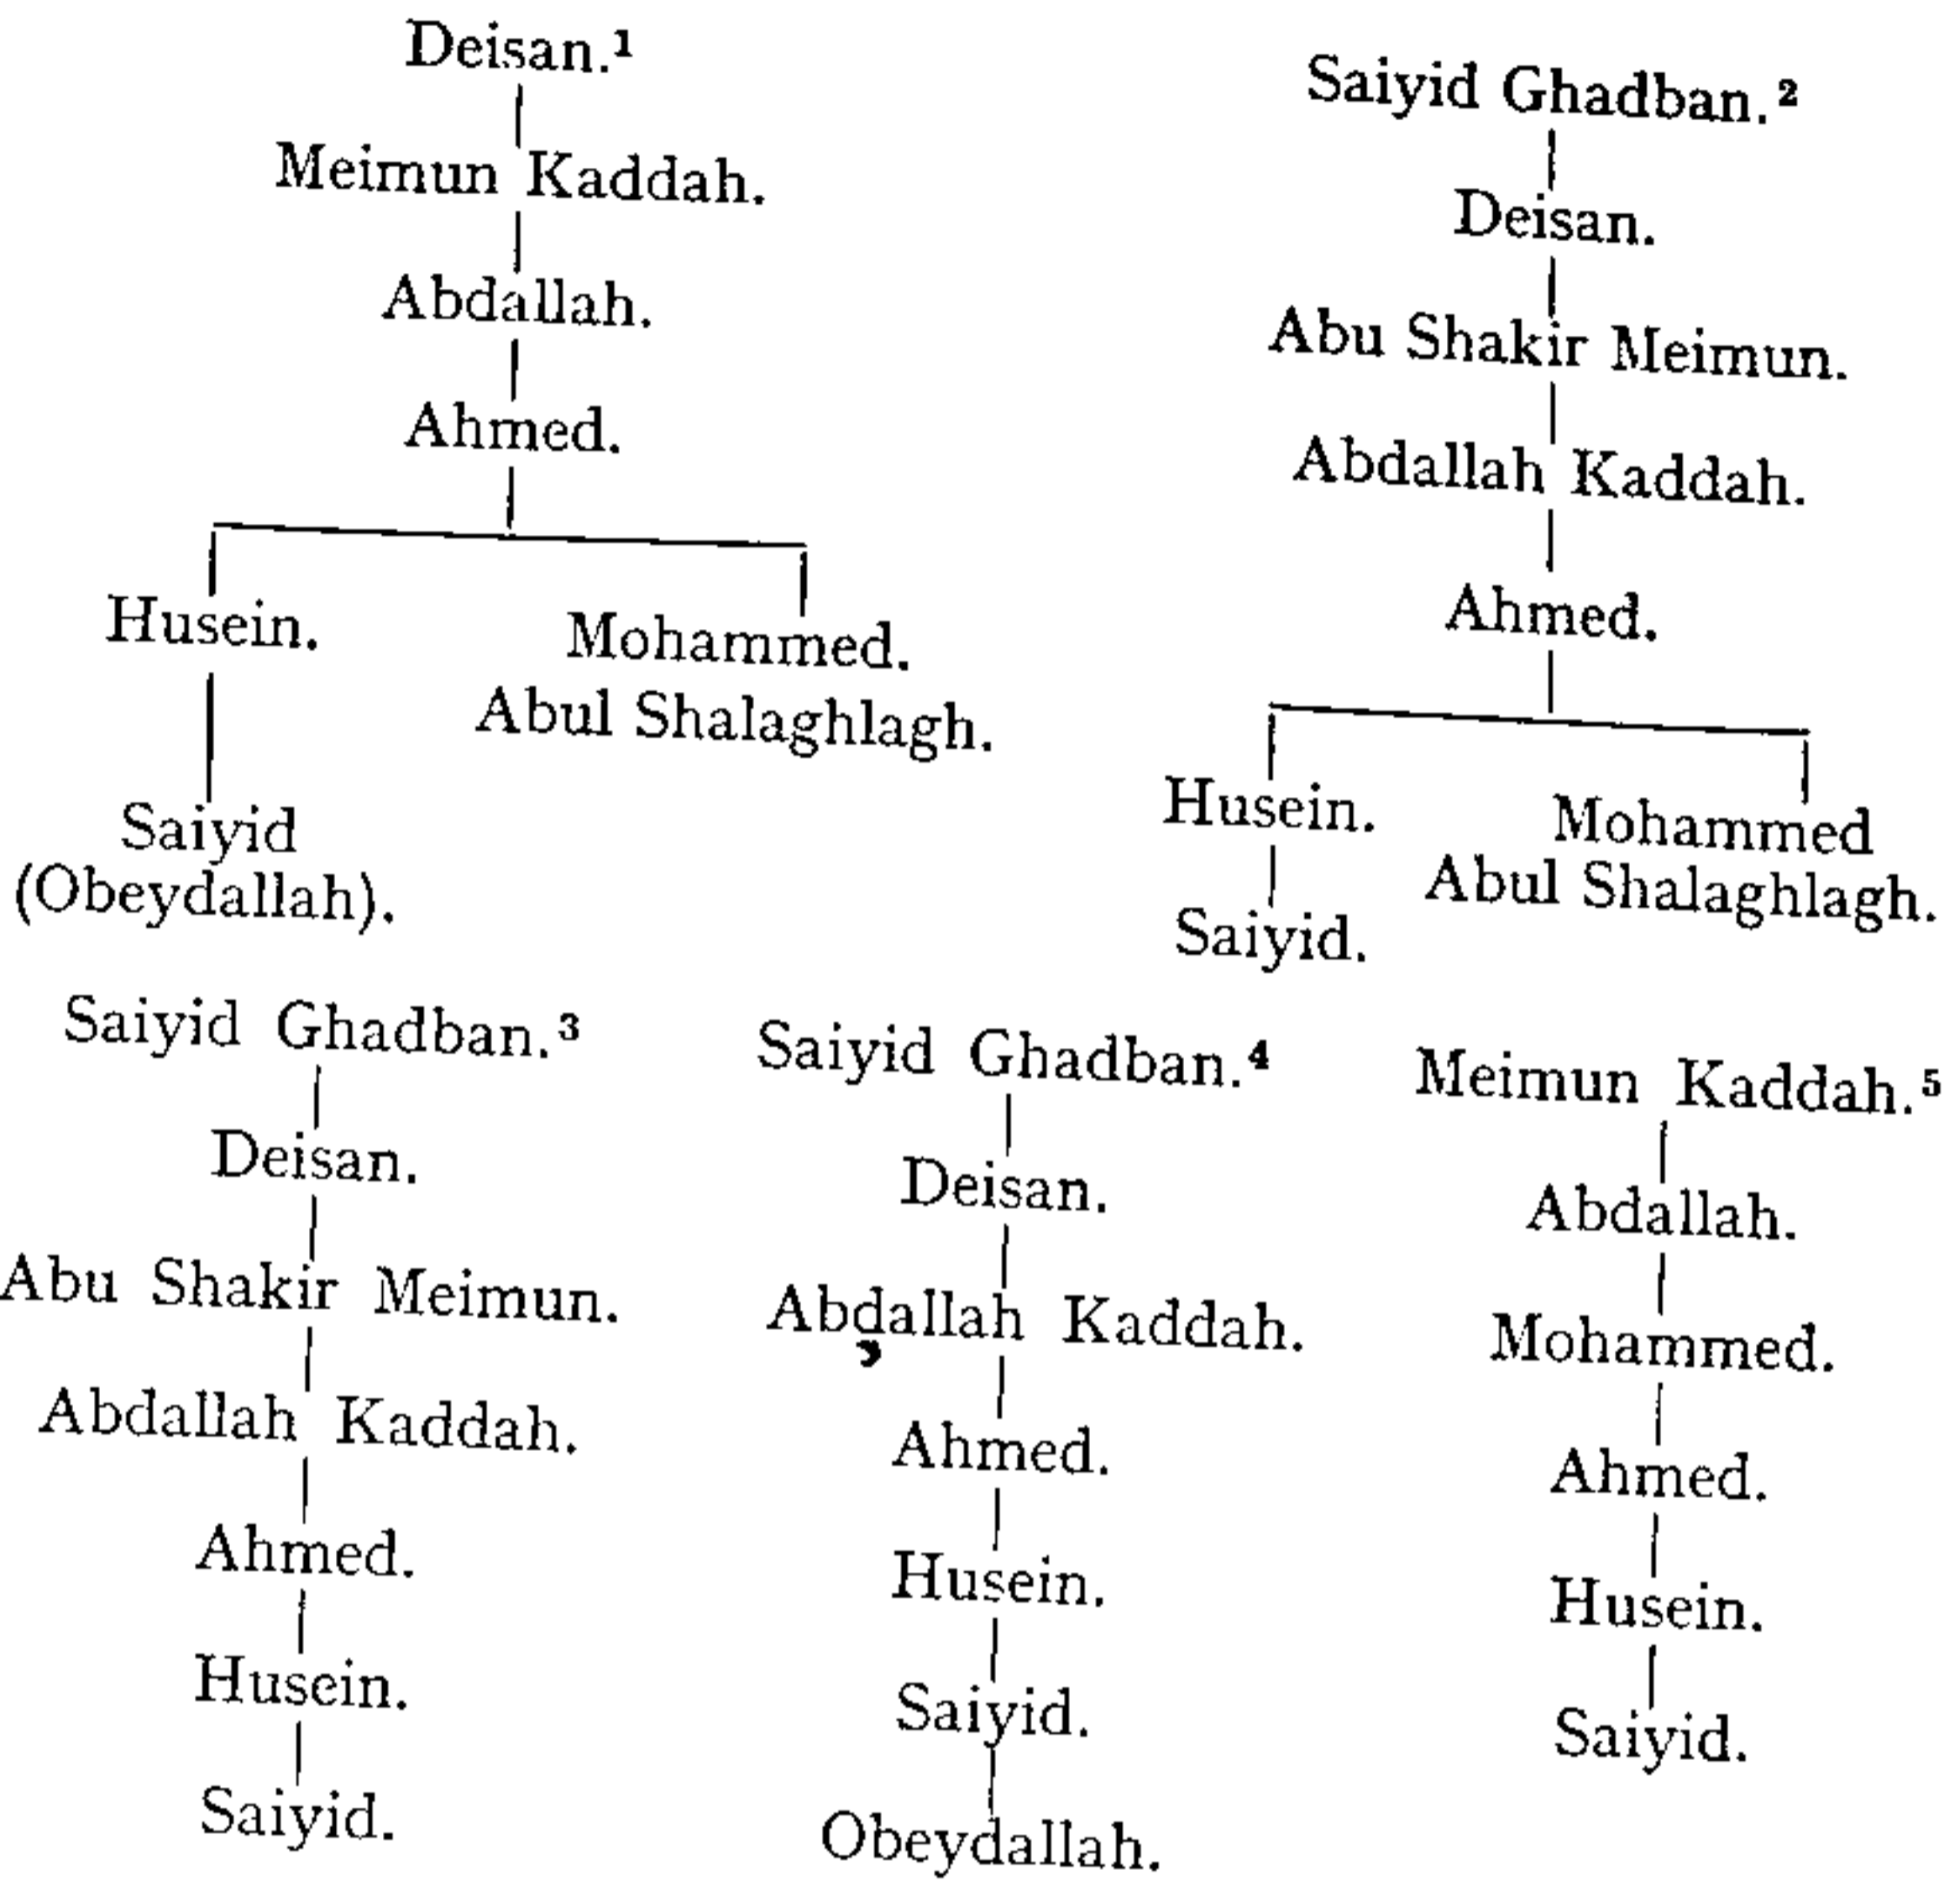 Deisan.¹
Meimun Kaddah.
Abdallah.
Ahmed.
Husein.
Mohammed.
Abul Shalaghlagh.
Saiyid
(Obeydallah).
Saiyid Ghadban.²
Deisan.
Abu Shakir Meimun.
Abdallah Kaddah.
Ahmed.
Husein.
Mohammed
Abul Shalaghlagh.
Saiyid.
Saiyid Ghadban.³
Deisan.
Abu Shakir Meimun.
Abdallah Kaddah.
Ahmed.
Husein.
Saiyid.
Saiyid Ghadban.⁴
Deisan.
Abdallah Kaddah.
Ahmed.
Husein.
Saiyid.
Obeydallah.
Meimun Kaddah.⁵
Abdallah.
Mohammed.
Ahmed.
Husein.
Saiyid.